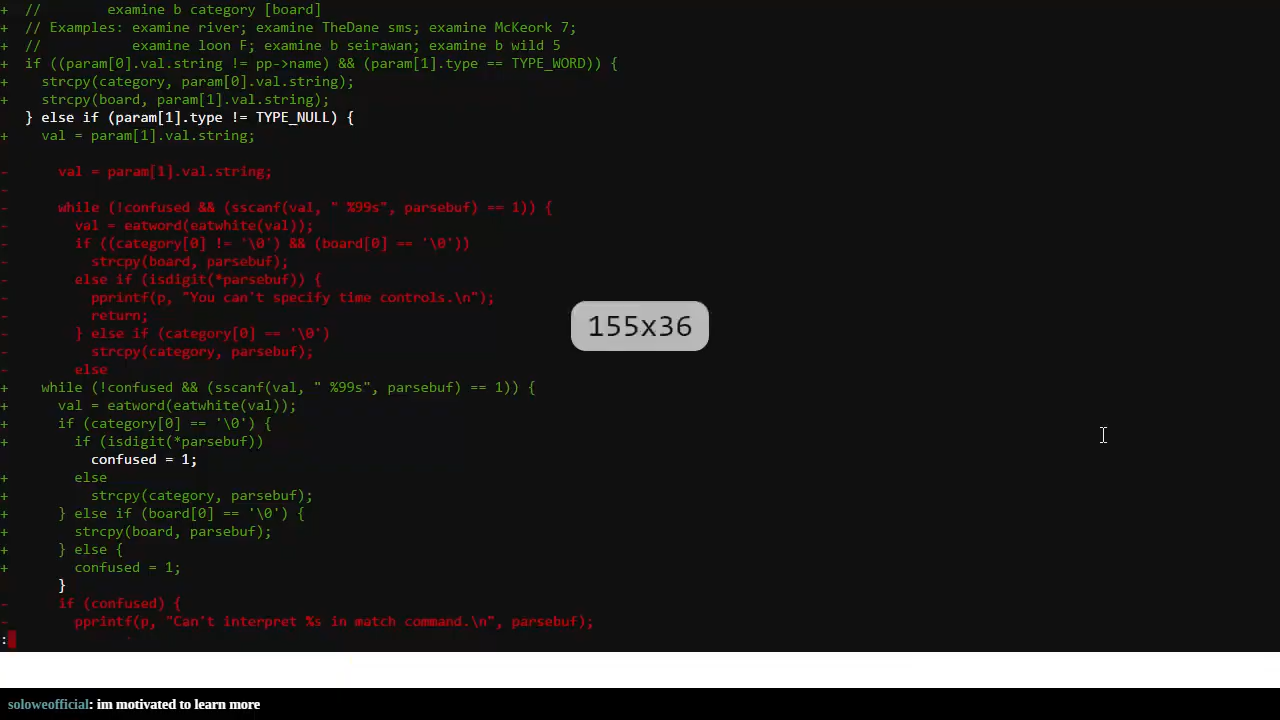 +  //        examine b category [board]
+  // Examples: examine river; examine TheDane sms; examine McKeork 7;
+  //           examine loon F; examine b seirawan; examine b wild 5
+  if ((param[0].val.string != pp->name) && (param[1].type == TYPE_WORD)) {
+    strcpy(category, param[0].val.string);
+    strcpy(board, param[1].val.string);
   } else if (param[1].type != TYPE_NULL) {
+    val = param[1].val.string;
-      val = param[1].val.string;
-
-      while (!confused && (sscanf(val, " %99s", parsebuf) == 1)) {
-        val = eatword(eatwhite(val));
-        if ((category[0] != '\0') && (board[0] == '\0'))
-          strcpy(board, parsebuf);
-        else if (isdigit(*parsebuf)) {
-          pprintf(p, "You can't specify time controls.\n");
-          return;
-        } else if (category[0] == '\0')
-          strcpy(category, parsebuf);
-        else
+    while (!confused && (sscanf(val, " %99s", parsebuf) == 1)) {
+      val = eatword(eatwhite(val));
+      if (category[0] == '\0') {
+        if (isdigit(*parsebuf))
           confused = 1;
+        else
+          strcpy(category, parsebuf);
+      } else if (board[0] == '\0') {
+        strcpy(board, parsebuf);
+      } else {
+        confused = 1;
       }
-      if (confused) {
-        pprintf(p, "Can't interpret %s in match command.\n", parsebuf);
:
155x36
soloweofficial: im motivated to learn more